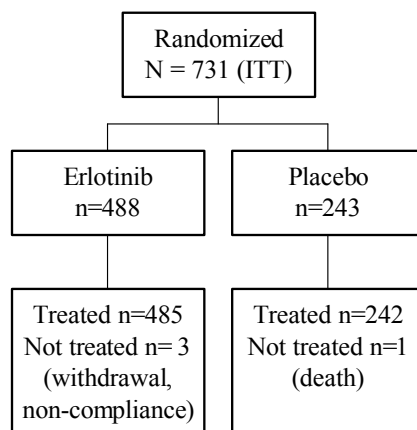 Randomized
N = 731 (ITT)
Erlotinib
n=488
Placebo
n=243
Treated n=485
Not treated n= 3
(withdrawal,
non-compliance)
Treated n=242
Not treated n=1
(death)